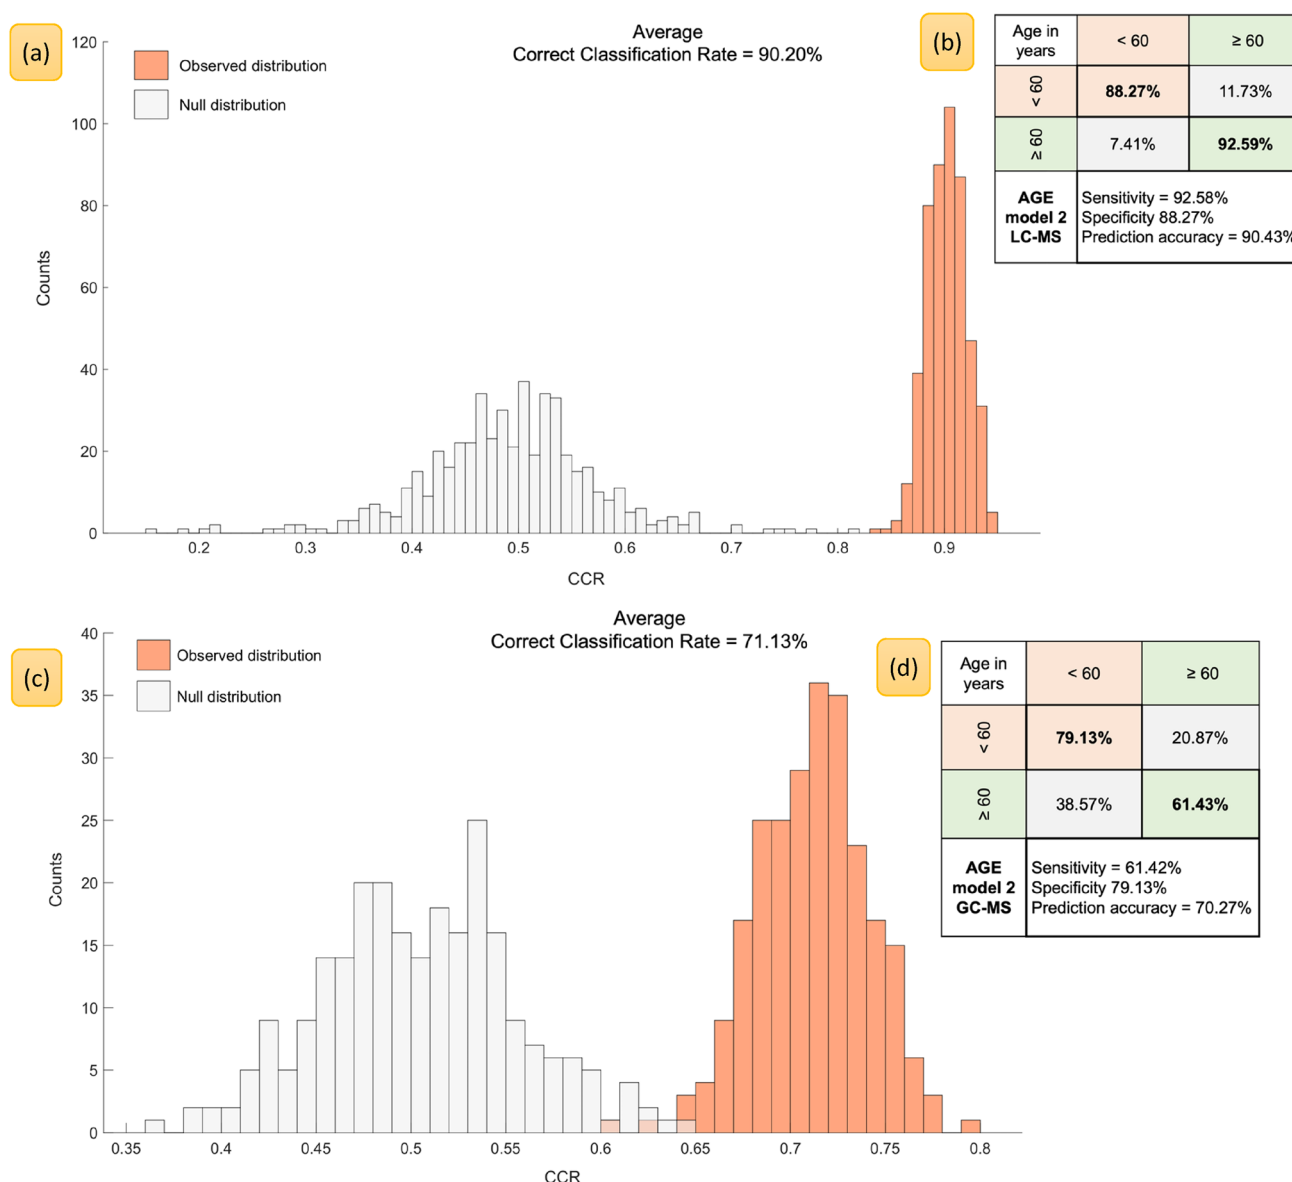 (a)
Average
Correct Classification Rate = 90.20%
Observed distribution
Null distribution
120
100
80
60
40
20
0
Counts
0.2 0.3 0.4 0.5 0.6 0.7 0.8 0.9
CCR
(b)
Age in years < 60 ≥ 60
< 60 88.27% 11.73%
≥ 60 7.41% 92.59%
AGE model 2 LC-MS
Sensitivity = 92.58%
Specificity 88.27%
Prediction accuracy = 90.43%
(c)
Average
Correct Classification Rate = 71.13%
Observed distribution
Null distribution
40
35
30
25
20
15
10
5
0
Counts
0.35 0.4 0.45 0.5 0.55 0.6 0.65 0.7 0.75 0.8
CCR
(d)
Age in years < 60 ≥ 60
< 60 79.13% 20.87%
≥ 60 38.57% 61.43%
AGE model 2 GC-MS
Sensitivity = 61.42%
Specificity 79.13%
Prediction accuracy = 70.27%